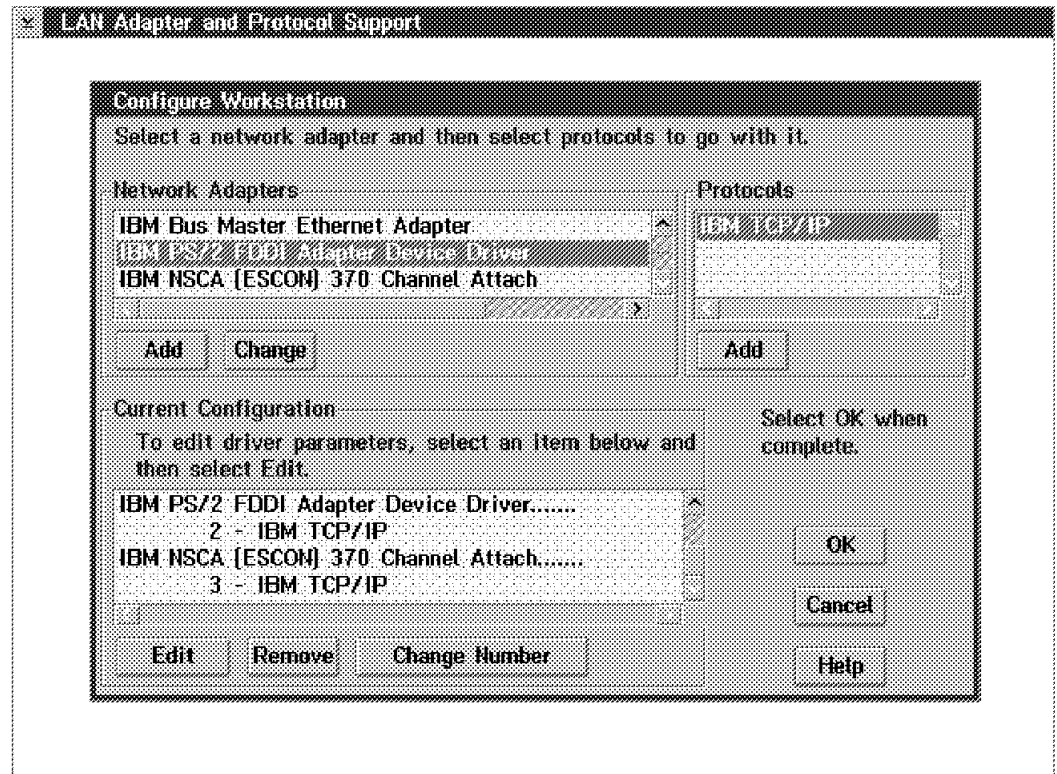 LAN Adapter and Protocol Support
Configure Workstation
Select a network adapter and then select protocols to go with it.
Network Adapters
IBM Bus Master Ethernet Adapter
IBM PS/2 FDDI Adapter Device Driver
IBM NSCA (ESCON) 370 Channel Attach
Add Change
Protocols
IBM TCP/IP
Add
Current Configuration
To edit driver parameters, select an item below and
then select Edit.
IBM PS/2 FDDI Adapter Device Driver.......
2 - IBM TCP/IP
IBM NSCA (ESCON) 370 Channel Attach.......
3 - IBM TCP/IP
Edit Remove Change Number
Select OK when
complete.
OK
Cancel
Help